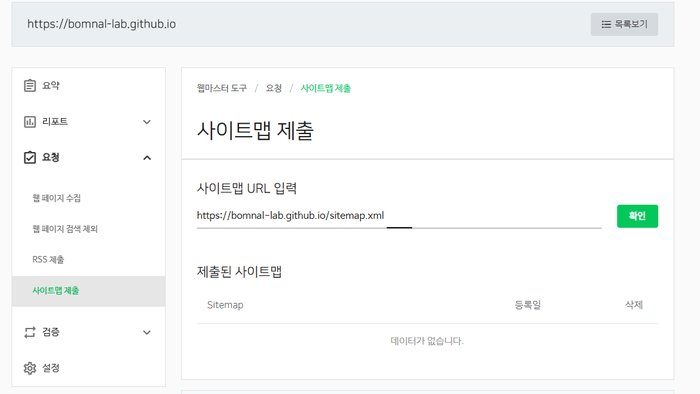 https://bomnal-lab.github.io
목록보기
요약
리포트
요청
웹 페이지 수집
웹 페이지 검색 제외
RSS 제출
사이트맵 제출
검증
설정
웹마스터 도구 / 요청 / 사이트맵 제출
사이트맵 제출
사이트맵 URL 입력
https://bomnal-lab.github.io/sitemap.xml
확인
제출된 사이트맵
Sitemap 등록일 삭제
데이터가 없습니다.